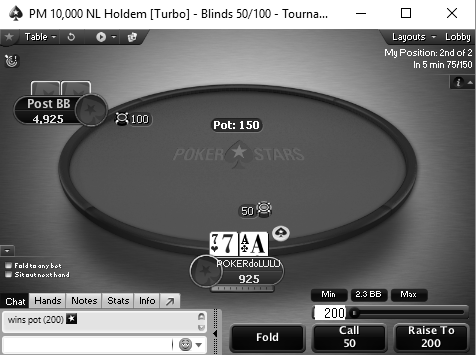 PM 10,000 NL Holdem [Turbo] - Blinds 50/100 - Tourna...
Table
Layouts
Lobby
My Position: 2nd of 2
In 5 min 75/150
i
Post BB
4,925
100
Pot: 150
POKER STARS
50
7 7 A A
POKERdoLULU
925
Fold to any bet
Sit out next hand
Min 2.3 BB Max
200
Chat Hands Notes Stats Info
wins pot (200)
Fold
Call
50
Raise To
200